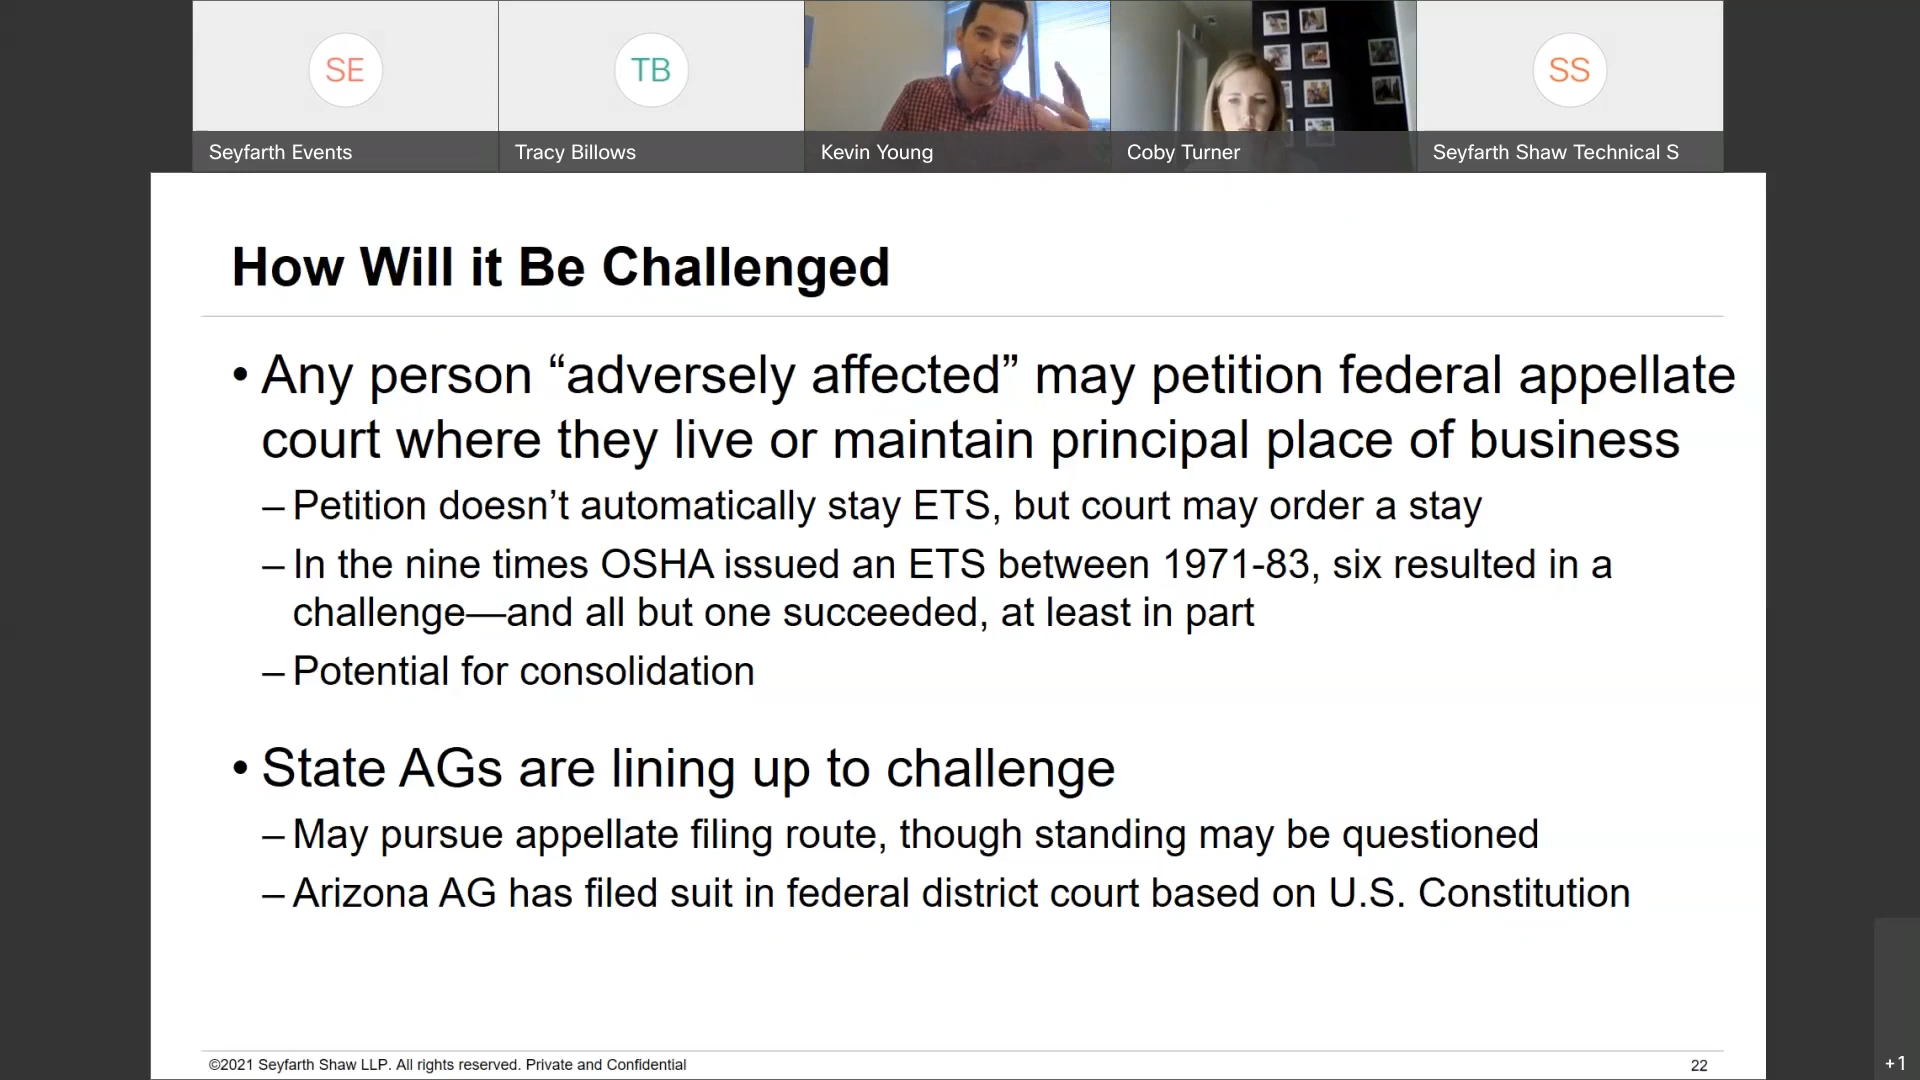 SE
TB
SS
Seyfarth Events
Tracy Billows
Kevin Young
Coby Turner
Seyfarth Shaw Technical S
How Will it Be Challenged
• Any person “adversely affected” may petition federal appellate
court where they live or maintain principal place of business
– Petition doesn’t automatically stay ETS, but court may order a stay
– In the nine times OSHA issued an ETS between 1971-83, six resulted in a
challenge—and all but one succeeded, at least in part
– Potential for consolidation
• State AGs are lining up to challenge
– May pursue appellate filing route, though standing may be questioned
– Arizona AG has filed suit in federal district court based on U.S. Constitution
©2021 Seyfarth Shaw LLP. All rights reserved. Private and Confidential
22
+1